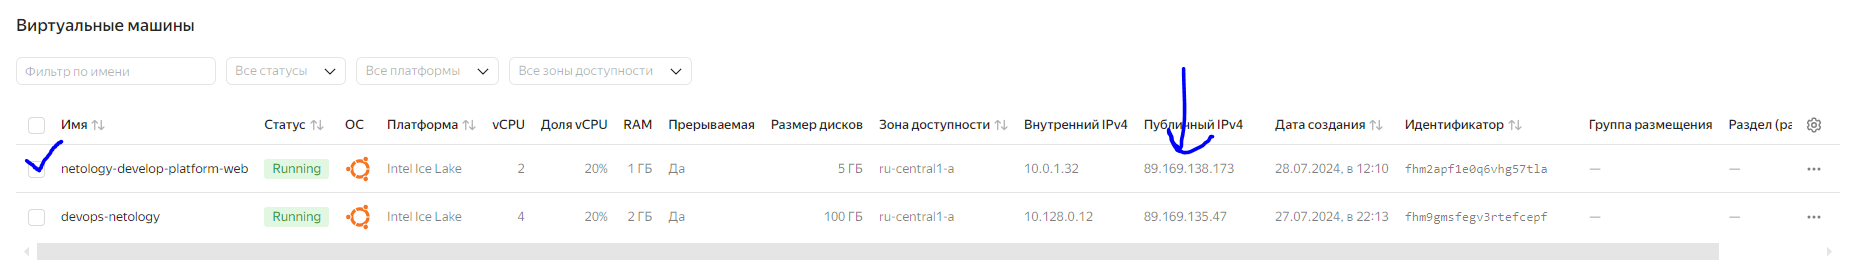 Виртуальные машины
Фильтр по имени Все статусы Все платформы Все зоны доступности
Имя Статус ОС Платформа vCPU Доля vCPU RAM Прерываемая Размер дисков Зона доступности Внутренний IPv4 Публичный IPv4 Дата создания Идентификатор Группа размещения Раздел (ра
netology-develop-platform-web Running Intel Ice Lake 2 20% 1 ГБ Да 5 ГБ ru-central1-a 10.0.1.32 89.169.138.173 28.07.2024, в 12:10 fhm2apf1e0q6vhg57tla — —
devops-netology Running Intel Ice Lake 4 20% 2 ГБ Да 100 ГБ ru-central1-a 10.128.0.12 89.169.135.47 27.07.2024, в 22:13 fhm9gmsfegv3rtefcepf — —